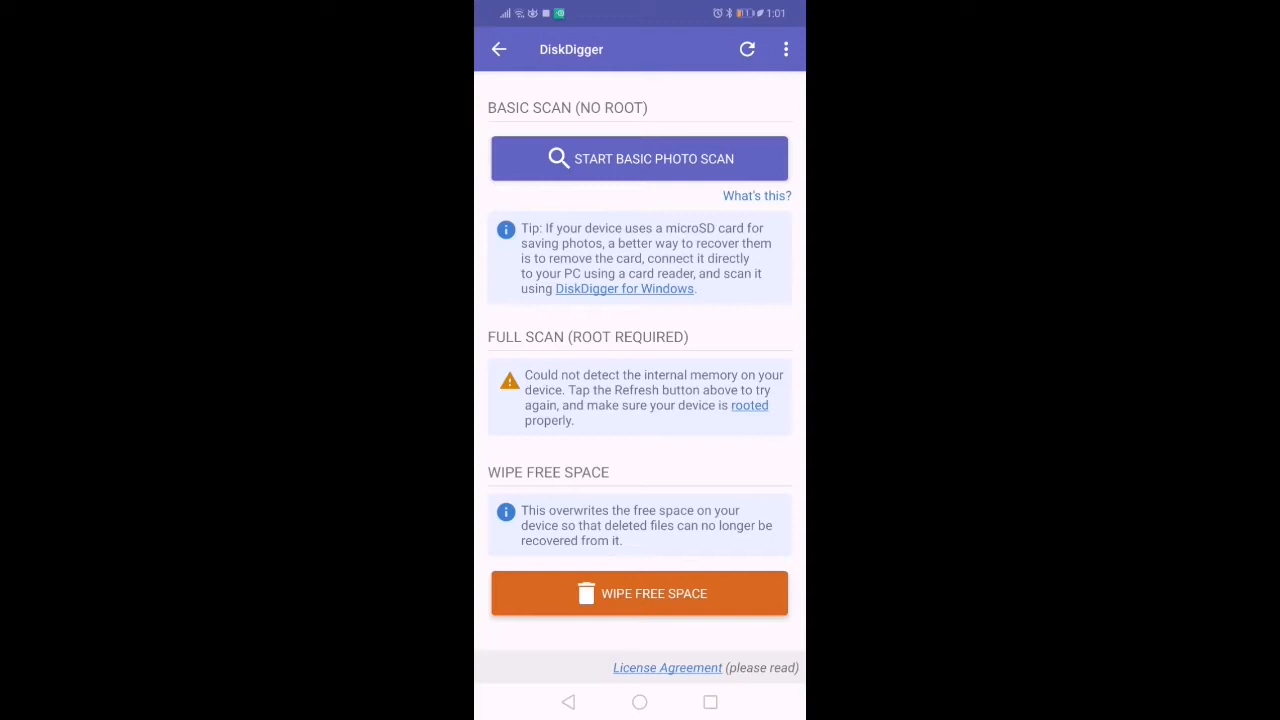 1:01
DiskDigger
BASIC SCAN (NO ROOT)
START BASIC PHOTO SCAN
What's this?
Tip: If your device uses a microSD card for
saving photos, a better way to recover them
is to remove the card, connect it directly
to your PC using a card reader, and scan it
using DiskDigger for Windows.
FULL SCAN (ROOT REQUIRED)
Could not detect the internal memory on your
device. Tap the Refresh button above to try
again, and make sure your device is rooted
properly.
WIPE FREE SPACE
This overwrites the free space on your
device so that deleted files can no longer be
recovered from it.
WIPE FREE SPACE
License Agreement (please read)